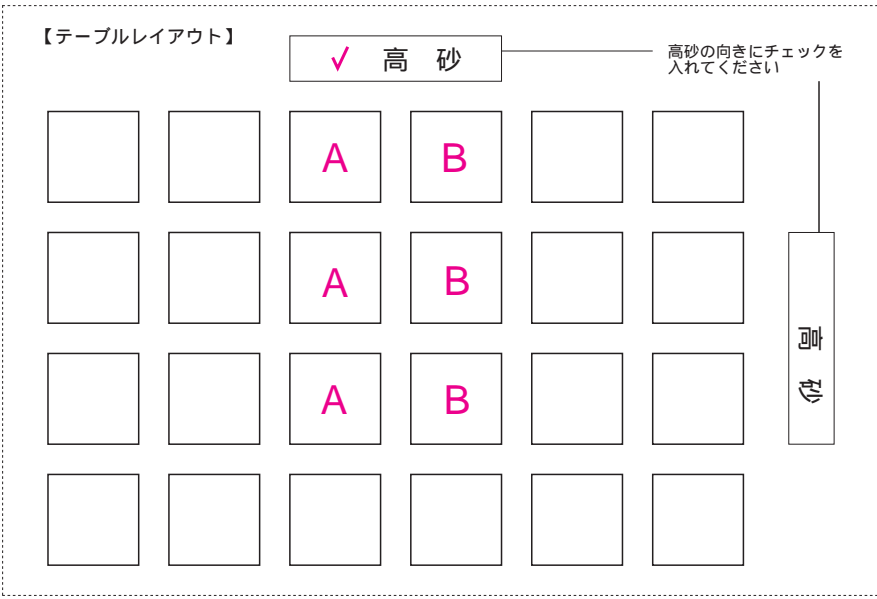 【テーブルレイアウト】
✓ 高 砂
高砂の向きにチェックを
入れてください
A B
A B
高 砂
A B